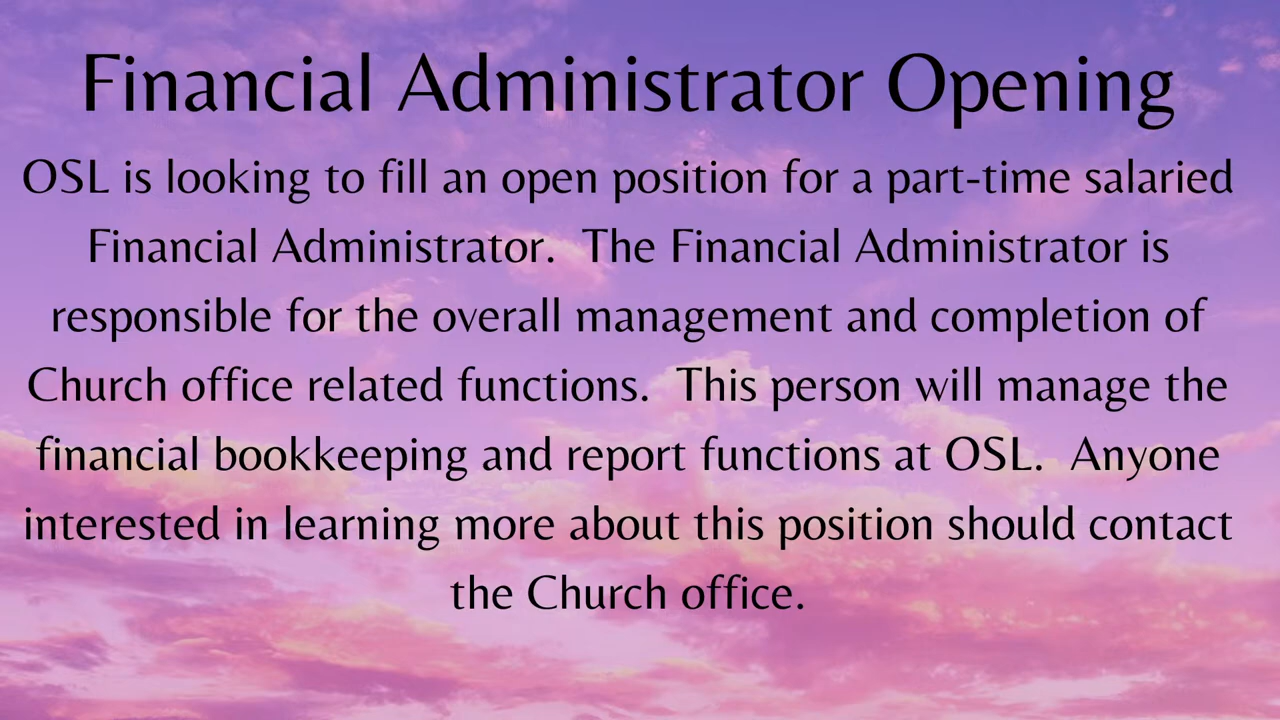 Financial Administrator Opening
OSL is looking to fill an open position for a part-time salaried
Financial Administrator.  The Financial Administrator is
responsible for the overall management and completion of
Church office related functions.  This person will manage the
financial bookkeeping and report functions at OSL.  Anyone
interested in learning more about this position should contact
the Church office.